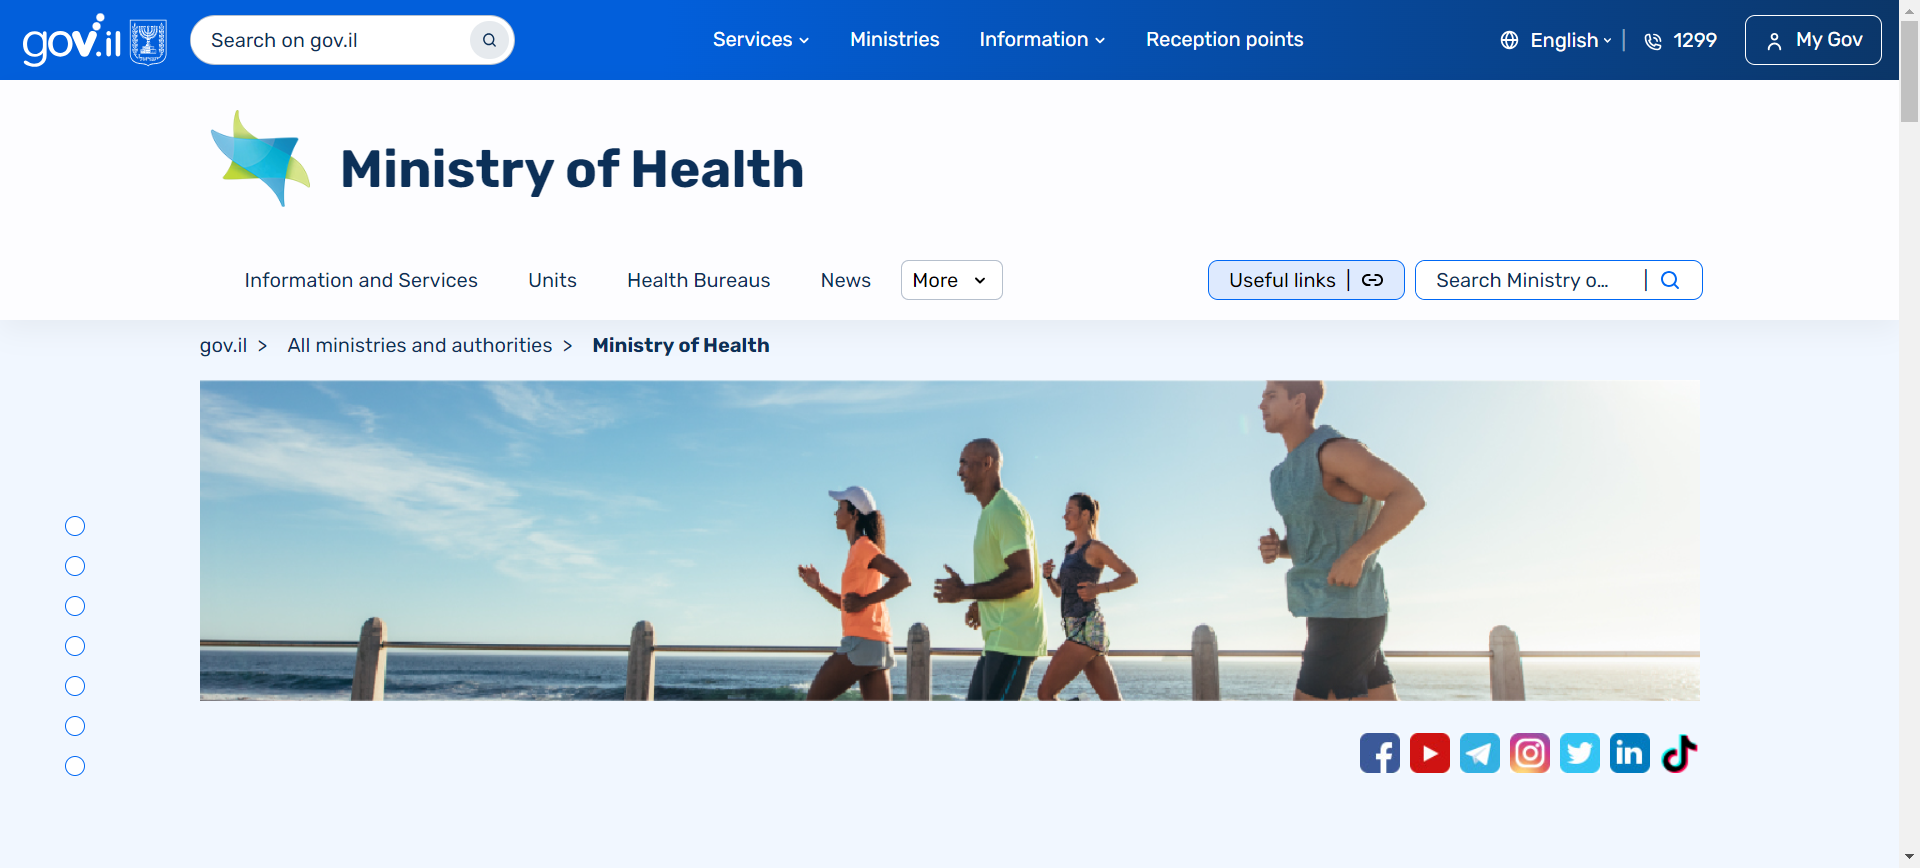 gov.il
Search on gov.il
Services
Ministries
Information
Reception points
English
1299
My Gov
Ministry of Health
Information and Services
Units
Health Bureaus
News
More
Useful links
Search Ministry o...
gov.il > All ministries and authorities > Ministry of Health